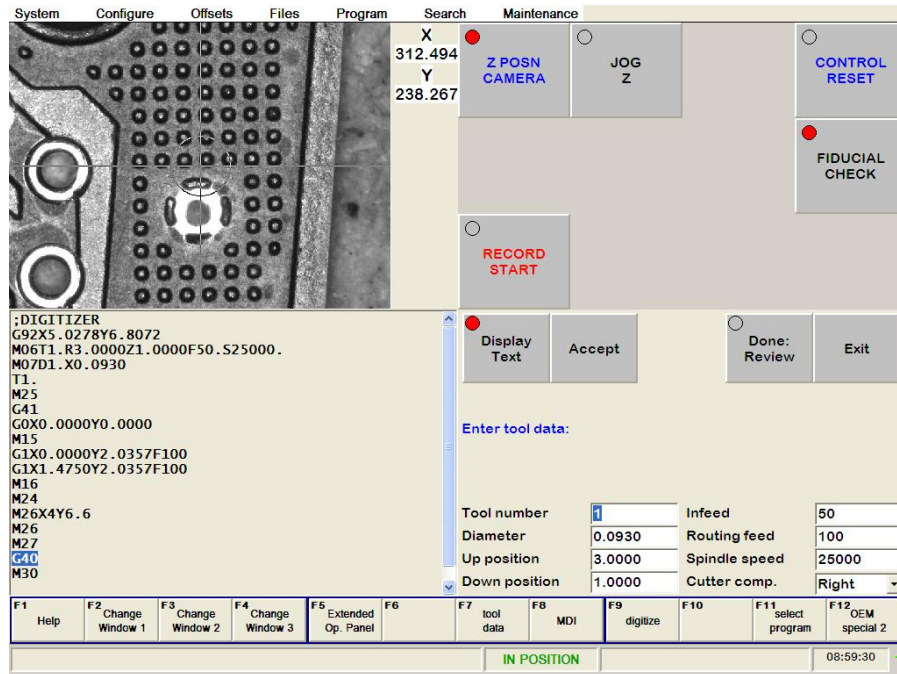 System Configure Offsets Files Program Search Maintenance
X
312.494
Y
238.267
Z POSN
CAMERA
JOG
Z
CONTROL
RESET
FIDUCIAL
CHECK
RECORD
START
;DIGITIZER
G92X5.0278Y6.8072
M06T1.R3.0000Z1.0000F50.S25000.
M07D1.X0.0930
T1.
M25
G41
G0X0.0000Y0.0000
M15
G1X0.0000Y2.0357F100
G1X1.4750Y2.0357F100
M16
M24
M26X4Y6.6
M26
M27
G40
M30
Display
Text
Accept
Done:
Review
Exit
Enter tool data:
Tool number 1 Infeed 50
Diameter 0.0930 Routing feed 100
Up position 3.0000 Spindle speed 25000
Down position 1.0000 Cutter comp. Right
F1 Help
F2 Change
Window 1
F3 Change
Window 2
F4 Change
Window 3
F5 Extended
Op. Panel
F6
F7 tool
data
F8 MDI
F9 digitize
F10
F11 select
program
F12 OEM
special 2
IN POSITION 08:59:30